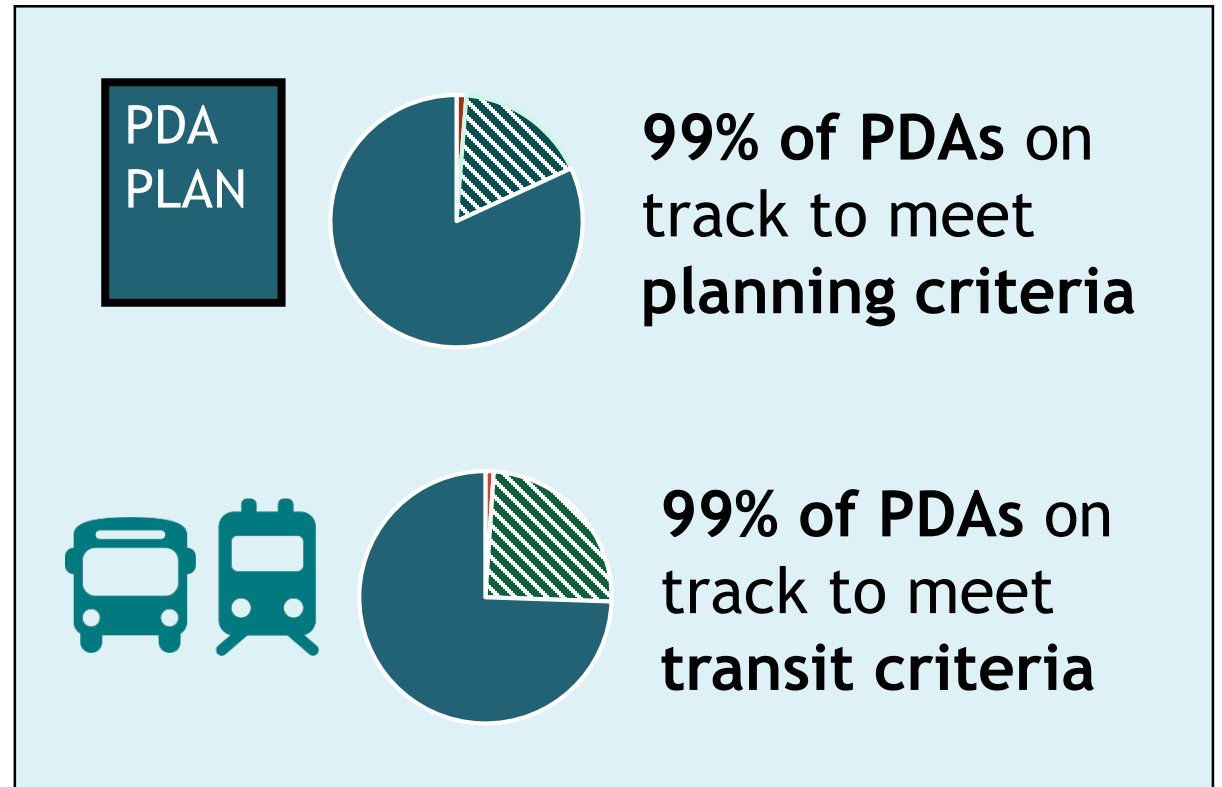 PDA
PLAN
99% of PDAs on
track to meet
planning criteria
99% of PDAs on
track to meet
transit criteria